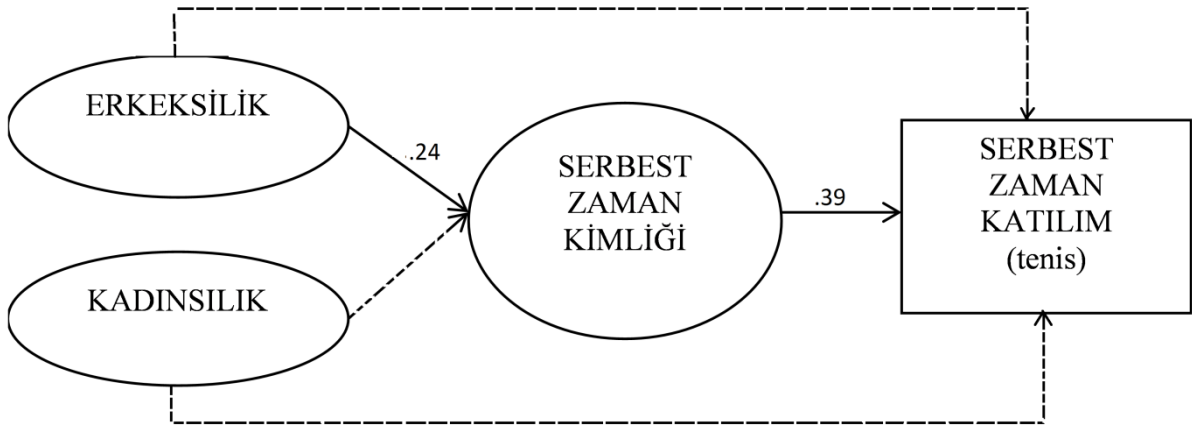 ERKEKSİLİK
.24
KADINSILIK
SERBEST
ZAMAN
KİMLİĞİ
.39
SERBEST
ZAMAN
KATILIM
(tenis)